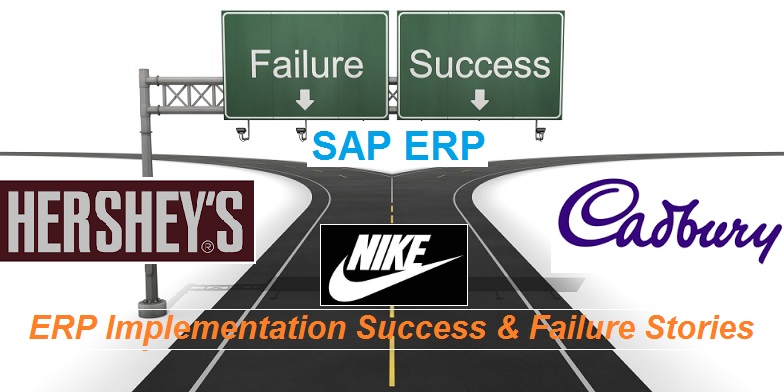 Failure
Success
SAP ERP
HERSHEY'S®
NIKE
Cadbury
ERP Implementation Success & Failure Stories